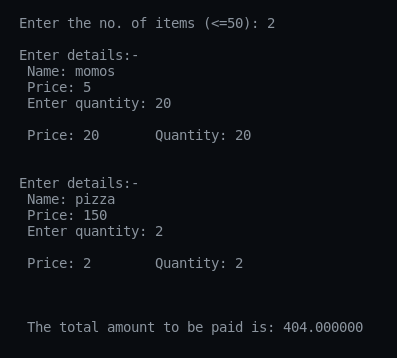 Enter the no. of items (<=50): 2
Enter details:-
Name: momos
Price: 5
Enter quantity: 20
Price: 20 Quantity: 20
Enter details:-
Name: pizza
Price: 150
Enter quantity: 2
Price: 2 Quantity: 2
The total amount to be paid is: 404.000000